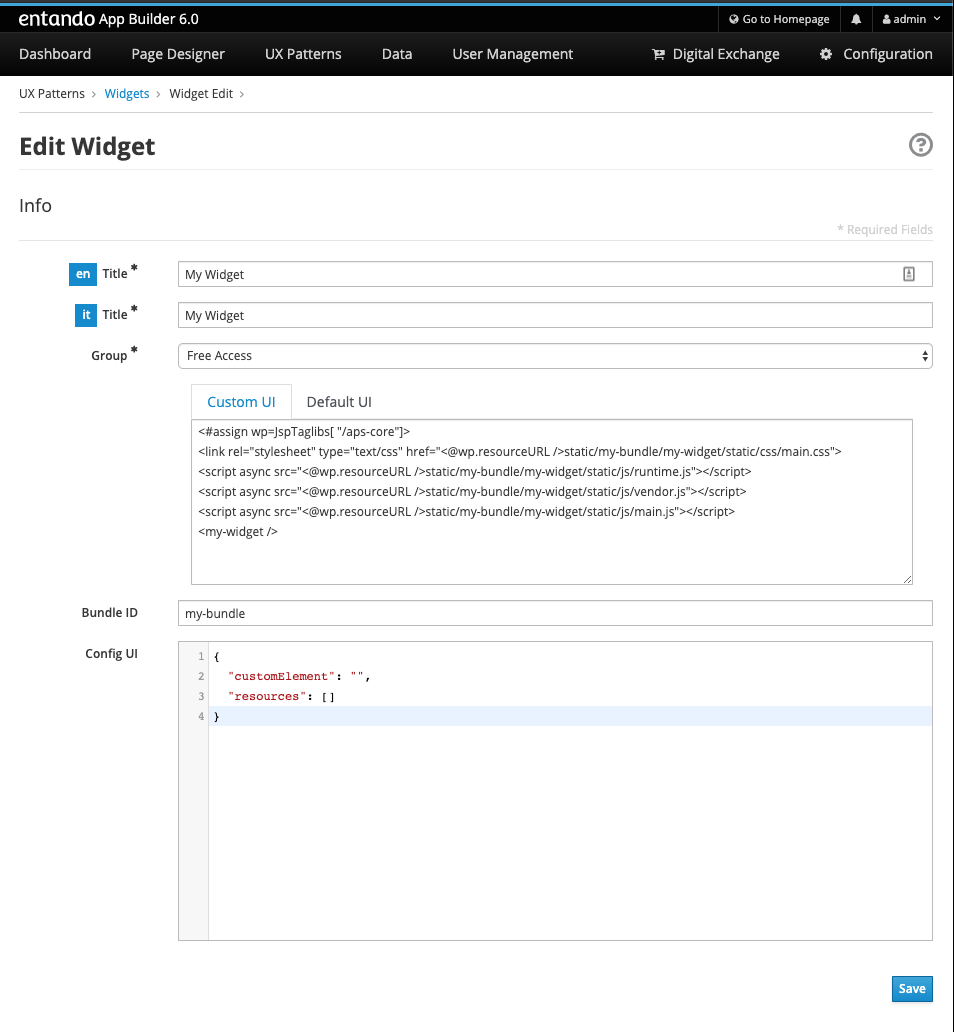 entando App Builder 6.0
Go to Homepage
admin
Dashboard Page Designer UX Patterns Data User Management Digital Exchange Configuration
UX Patterns > Widgets > Widget Edit >
Edit Widget
Info
* Required Fields
en Title *
My Widget
it Title *
My Widget
Group *
Free Access
Custom UI Default UI
<#assign wp=JspTaglibs[ "/aps-core"]>
<link rel="stylesheet" type="text/css" href="<@wp.resourceURL />static/my-bundle/my-widget/static/css/main.css">
<script async src="<@wp.resourceURL />static/my-bundle/my-widget/static/js/runtime.js"></script>
<script async src="<@wp.resourceURL />static/my-bundle/my-widget/static/js/vendor.js"></script>
<script async src="<@wp.resourceURL />static/my-bundle/my-widget/static/js/main.js"></script>
<my-widget />
Bundle ID
my-bundle
Config UI
1 {
2 "customElement": "",
3 "resources": []
4 }
Save